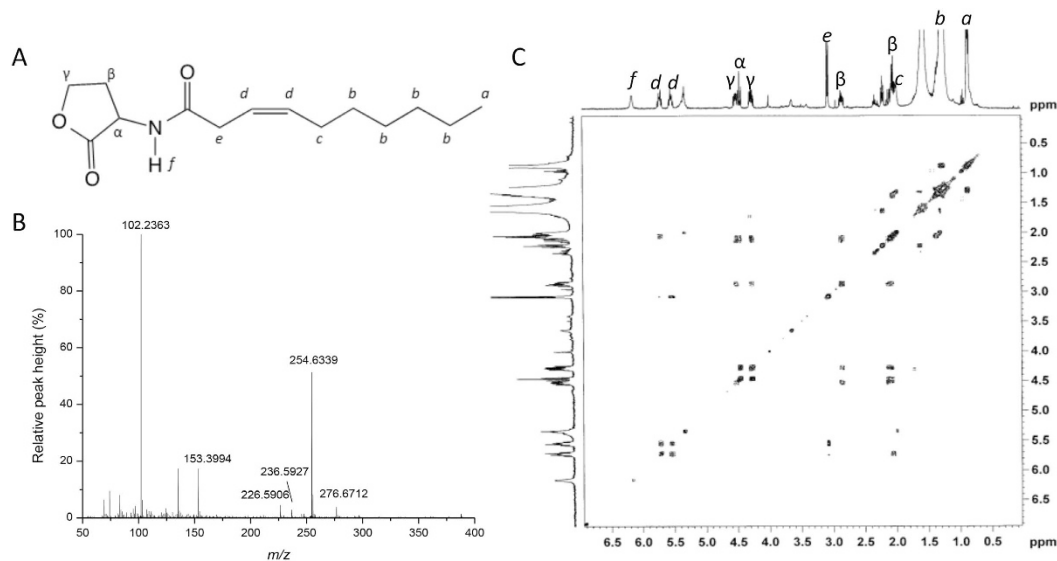 A
γ
β
O
O
α
N
H f
O
d
d
e
c
b
b
b
b
a
B
102.2363
254.6339
153.3994
236.5927
226.5906
276.6712
100
80
60
40
20
0
Relative peak height (%)
50 100 150 200 250 300 350 400
m/z
C
f d d γ α γ e β β c b a
ppm
0.5
1.0
1.5
2.0
2.5
3.0
3.5
4.0
4.5
5.0
5.5
6.0
6.5
6.5 6.0 5.5 5.0 4.5 4.0 3.5 3.0 2.5 2.0 1.5 1.0 0.5 ppm